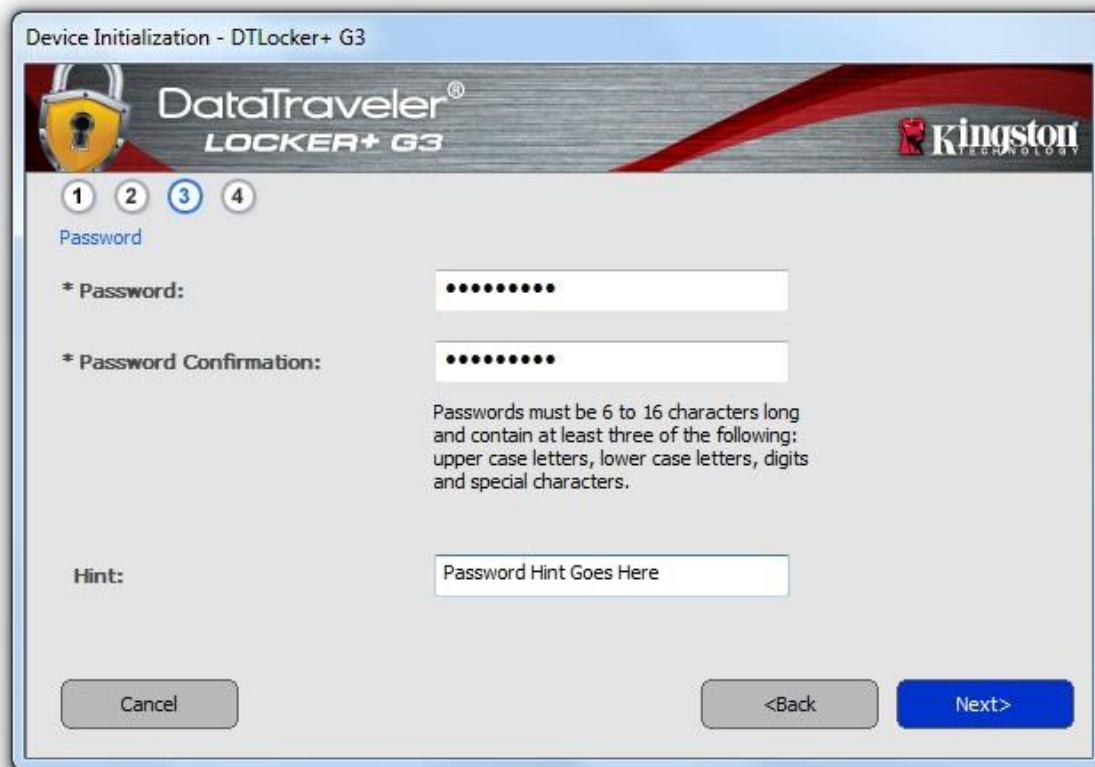 Device Initialization - DTLocker+ G3
DataTraveler®
LOCKER+ G3
Kingston
TECHNOLOGY
1 2 3 4
Password
* Password: •••••••••
* Password Confirmation: •••••••••
Passwords must be 6 to 16 characters long
and contain at least three of the following:
upper case letters, lower case letters, digits
and special characters.
Hint: Password Hint Goes Here
Cancel <Back Next>